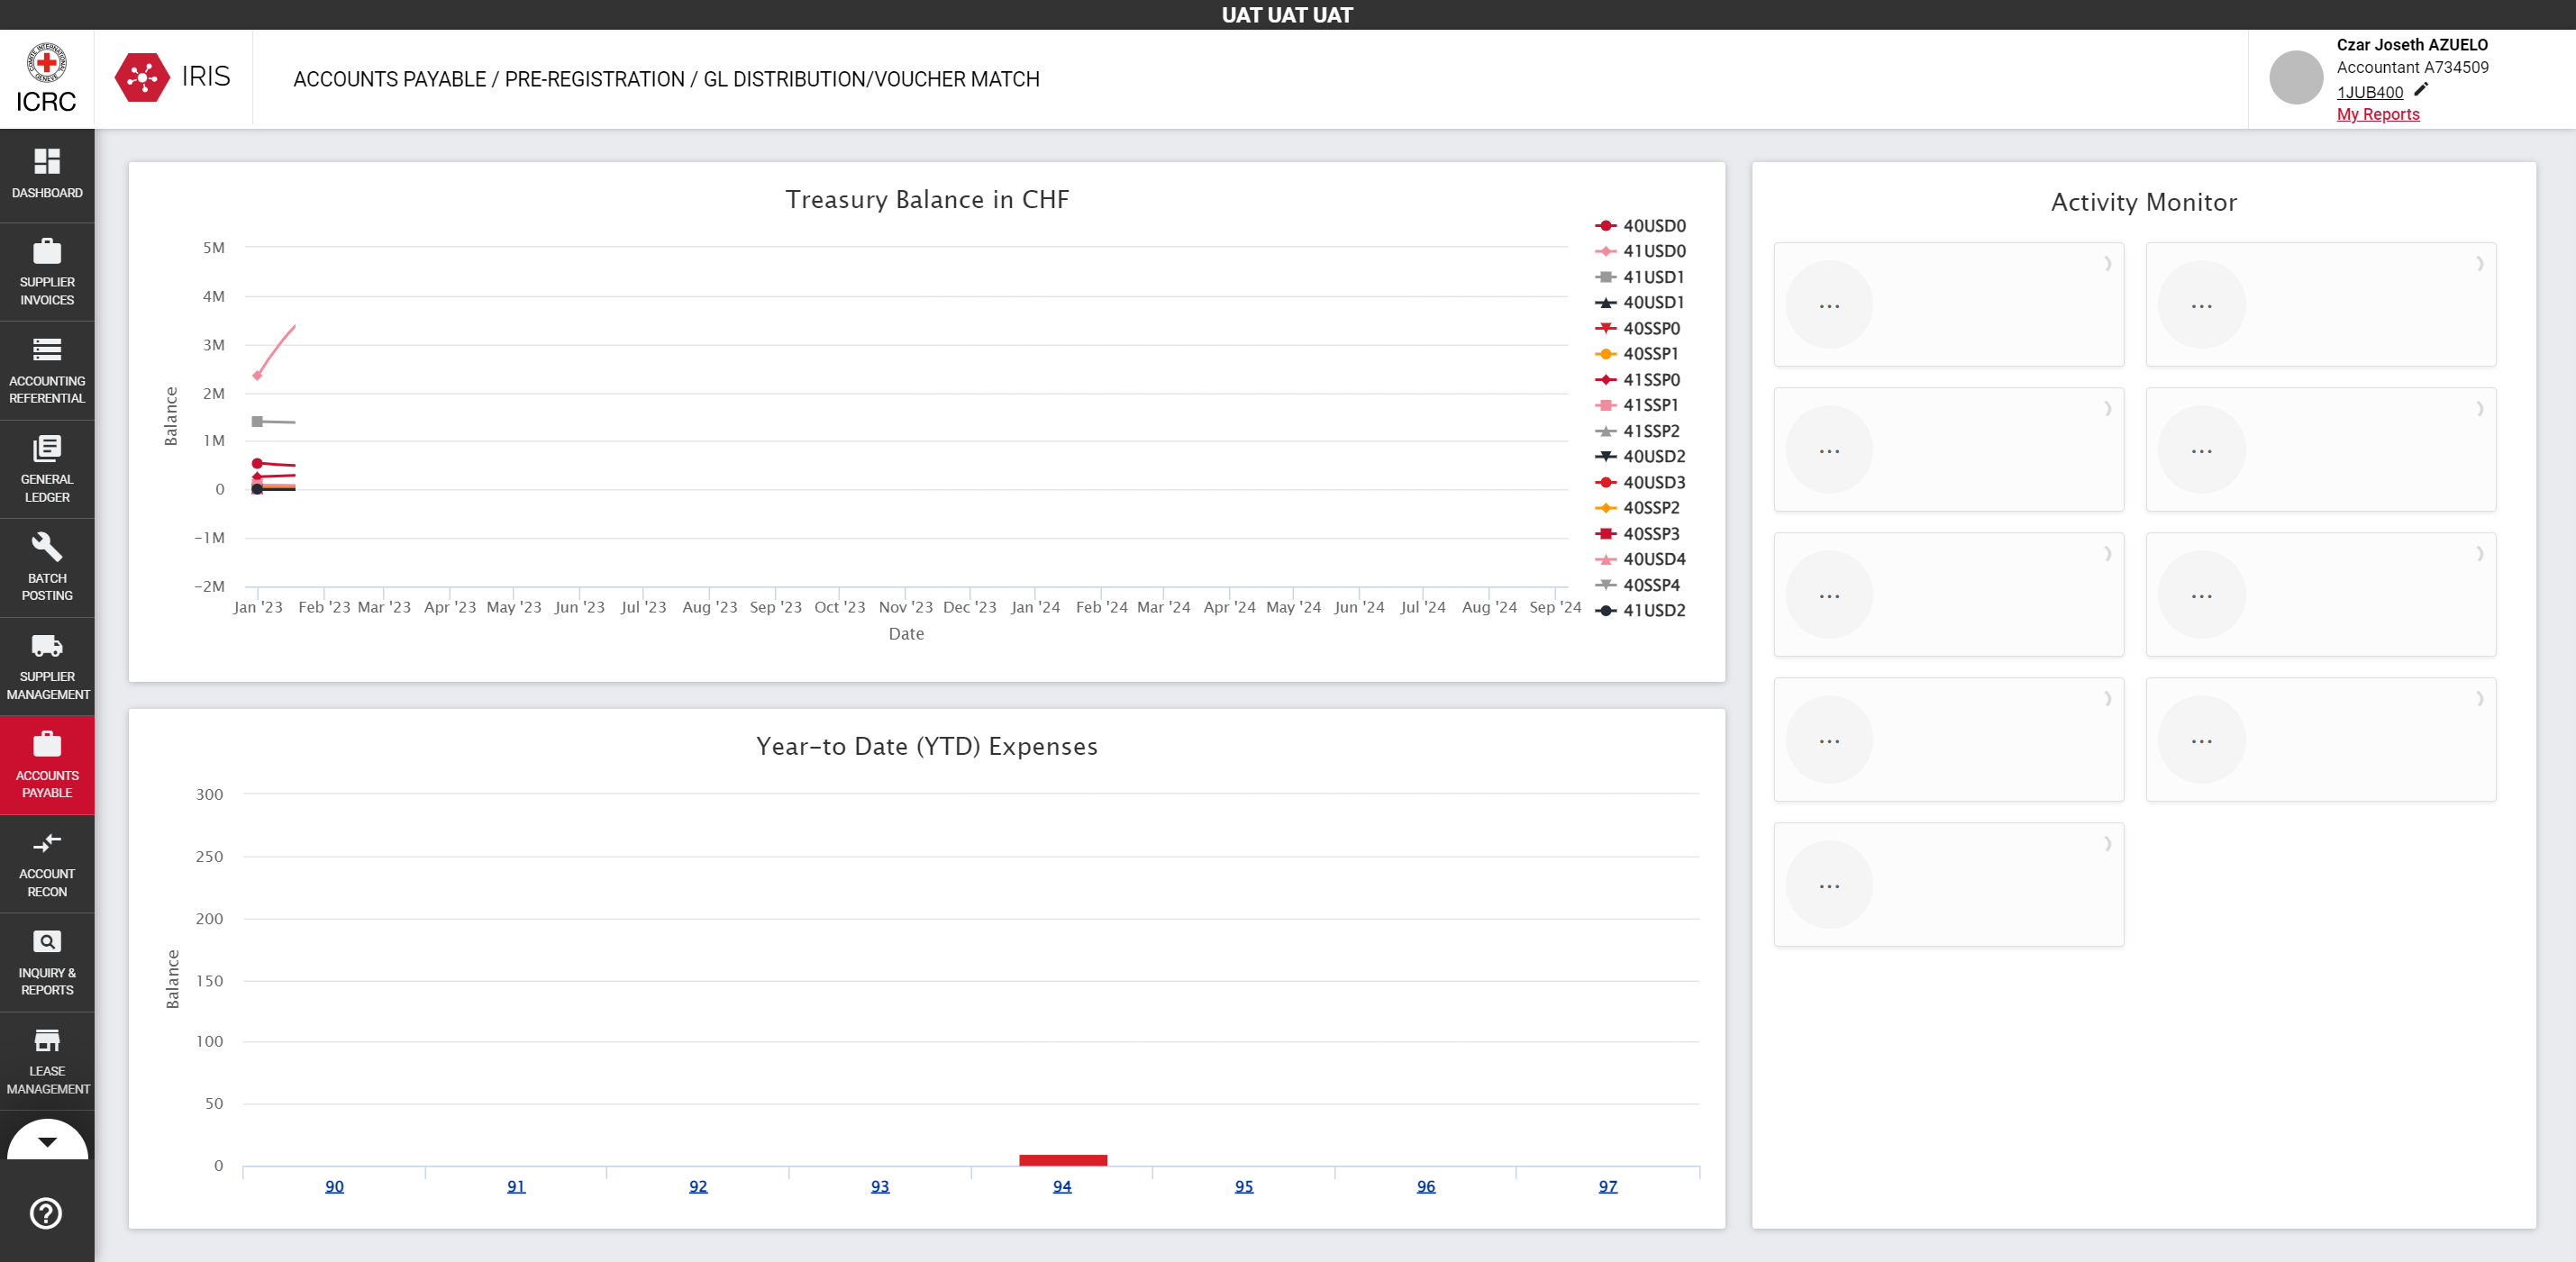 UAT UAT UAT
ICRC
IRIS
ACCOUNTS PAYABLE / PRE-REGISTRATION / GL DISTRIBUTION/VOUCHER MATCH
Czar Joseth AZUELO
Accountant A734509
1JUB400
My Reports
DASHBOARD
SUPPLIER
INVOICES
ACCOUNTING
REFERENTIAL
GENERAL
LEDGER
BATCH
POSTING
SUPPLIER
MANAGEMENT
ACCOUNTS
PAYABLE
ACCOUNT
RECON
INQUIRY &
REPORTS
LEASE
MANAGEMENT
Treasury Balance in CHF
5M
4M
3M
2M
1M
0
-1M
-2M
Balance
Jan '23 Feb '23 Mar '23 Apr '23 May '23 Jun '23 Jul '23 Aug '23 Sep '23 Oct '23 Nov '23 Dec '23 Jan '24 Feb '24 Mar '24 Apr '24 May '24 Jun '24 Jul '24 Aug '24 Sep '24
Date
40USD0
41USD0
41USD1
40USD1
40SSP0
40SSP1
41SSP0
41SSP1
41SSP2
40USD2
40USD3
40SSP2
40SSP3
40USD4
40SSP4
41USD2
Year-to Date (YTD) Expenses
300
250
200
150
100
50
0
Balance
90 91 92 93 94 95 96 97
Activity Monitor
... ...
... ...
... ...
... ...
...